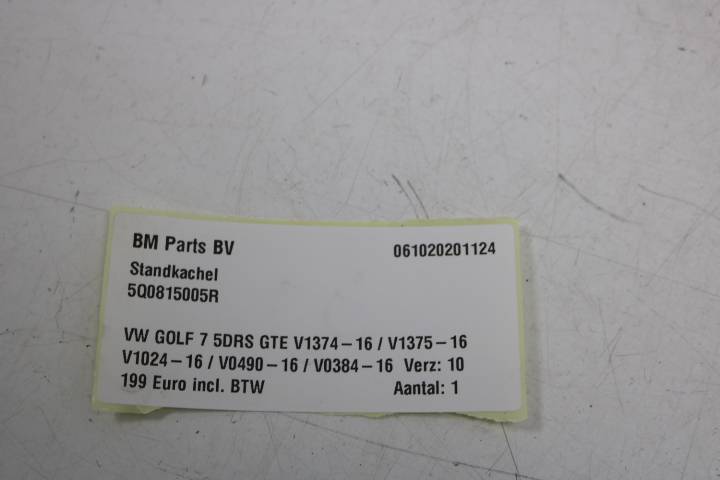 BM Parts BV 061020201124
Standkachel
5Q0815005R
VW GOLF 7 5DRS GTE V1374-16 / V1375-16
V1024-16 / V0490-16 / V0384-16 Verz: 10
199 Euro incl. BTW Aantal: 1